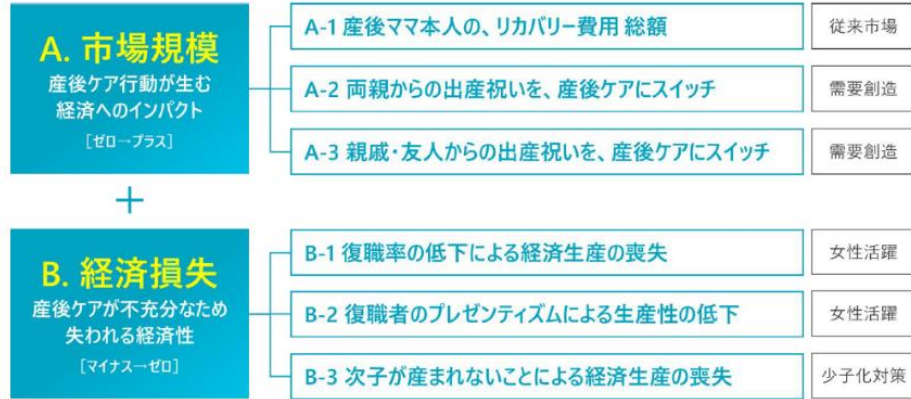 A. 市場規模
産後ケア行動が生む
経済へのインパクト
[ゼロ→プラス]
A-1 産後ママ本人の、リカバリー費用 総額
従来市場
A-2 両親からの出産祝いを、産後ケアにスイッチ
需要創造
A-3 親戚・友人からの出産祝いを、産後ケアにスイッチ
需要創造
+
B. 経済損失
産後ケアが不充分なため
失われる経済性
[マイナス→ゼロ]
B-1 復職率の低下による経済生産の喪失
女性活躍
B-2 復職者のプレゼンティズムによる生産性の低下
女性活躍
B-3 次子が産まれないことによる経済生産の喪失
少子化対策